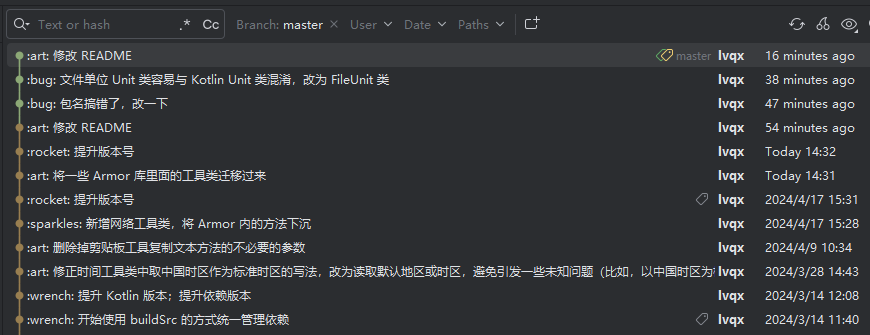 Text or hash .* Cc Branch: master User Date Paths
:art: 修改 README master lvqx 16 minutes ago
:bug: 文件单位 Unit 类容易与 Kotlin Unit 类混淆，改为 FileUnit 类 lvqx 38 minutes ago
:bug: 包名搞错了，改一下 lvqx 47 minutes ago
:art: 修改 README lvqx 54 minutes ago
:rocket: 提升版本号 lvqx Today 14:32
:art: 将一些 Armor 库里面的工具类迁移过来 lvqx Today 14:31
:rocket: 提升版本号 lvqx 2024/4/17 15:31
:sparkles: 新增网络工具类，将 Armor 内的方法下沉 lvqx 2024/4/17 15:28
:art: 删除掉剪贴板工具复制文本方法的不必要的参数 lvqx 2024/4/9 10:34
:art: 修正时间工具类中取中国时区作为标准时区的写法，改为读取默认地区或时区，避免引发一些未知问题（比如，以中国时区为 lvqx 2024/3/28 14:43
:wrench: 提升 Kotlin 版本；提升依赖版本 lvqx 2024/3/14 12:08
:wrench: 开始使用 buildSrc 的方式统一管理依赖 lvqx 2024/3/14 11:40